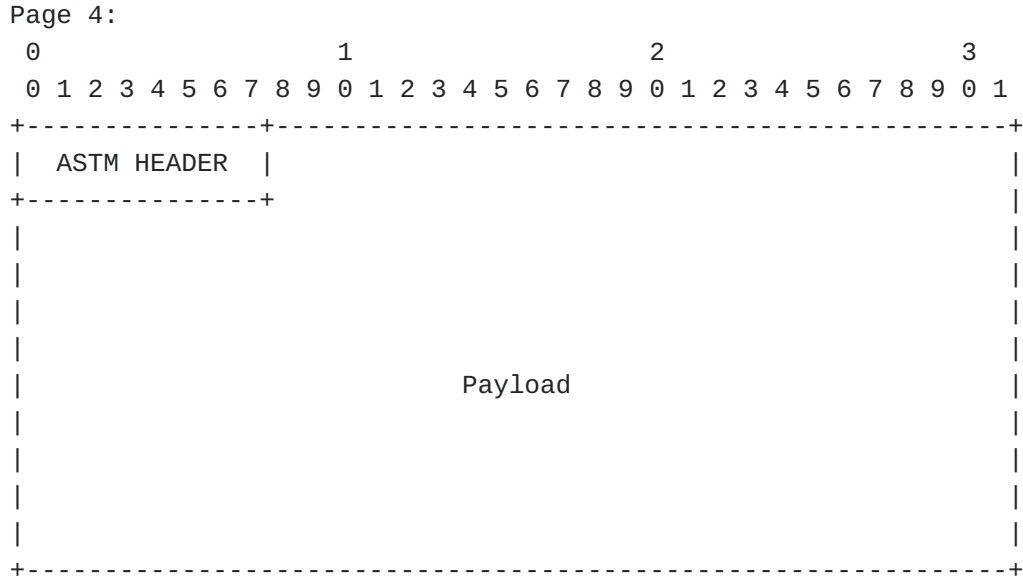 Page 4:
 0                   1                   2                   3
 0 1 2 3 4 5 6 7 8 9 0 1 2 3 4 5 6 7 8 9 0 1 2 3 4 5 6 7 8 9 0 1
+---------------+-----------------------------------------------+
|  ASTM HEADER  |                                               |
+---------------+                                               |
|                                                               |
|                                                               |
|                                                               |
|                                                               |
|                            Payload                            |
|                                                               |
|                                                               |
|                                                               |
|                                                               |
+---------------------------------------------------------------+